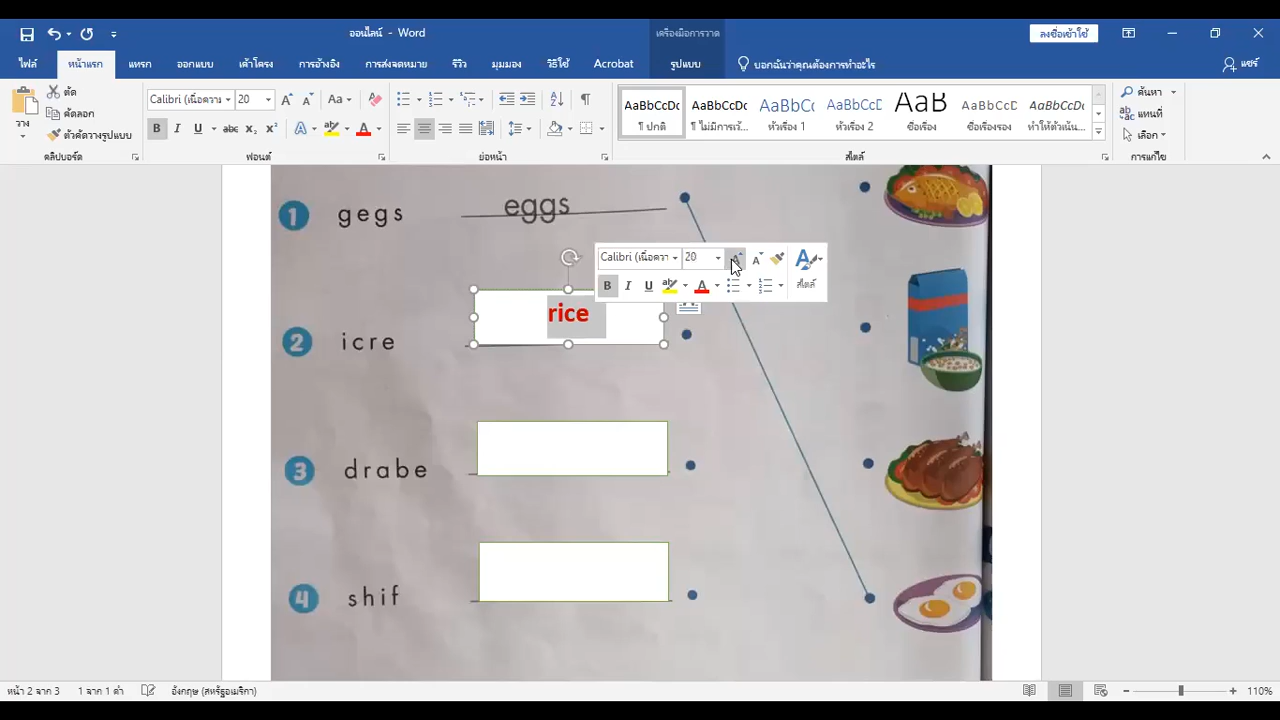 ออนไลน์ - Word
เครื่องมือการวาด
ลงชื่อเข้าใช้
ไฟล์ หน้าแรก แทรก ออกแบบ เค้าโครง การอ้างอิง การส่งจดหมาย รีวิว มุมมอง วิธีใช้ Acrobat รูปแบบ บอกฉันว่าคุณต้องการทำอะไร แชร์
วาง ตัด
คัดลอก
ตัวคัดวางรูปแบบ
Calibri (เนื้อควา 20
AaBbCcDc AaBbCcDc AaBbCc AaBbCcD AaB AaBbCcD AaBbCcDc
¶ ปกติ ¶ ไม่มีการเว้... หัวเรื่อง 1 หัวเรื่อง 2 ชื่อเรื่อง ชื่อเรื่องรอง ทำให้ตัวเน้น...
ค้นหา
แทนที่
เลือก
คลิปบอร์ด ฟอนต์ ย่อหน้า สไตล์ การแก้ไข
1 gegs eggs
Calibri (เนื้อควา 20
สไตล์
rice
2 icre
3 drabe
4 shif
หน้า 2 จาก 3 1 จาก 1 คำ อังกฤษ (สหรัฐอเมริกา) 110%